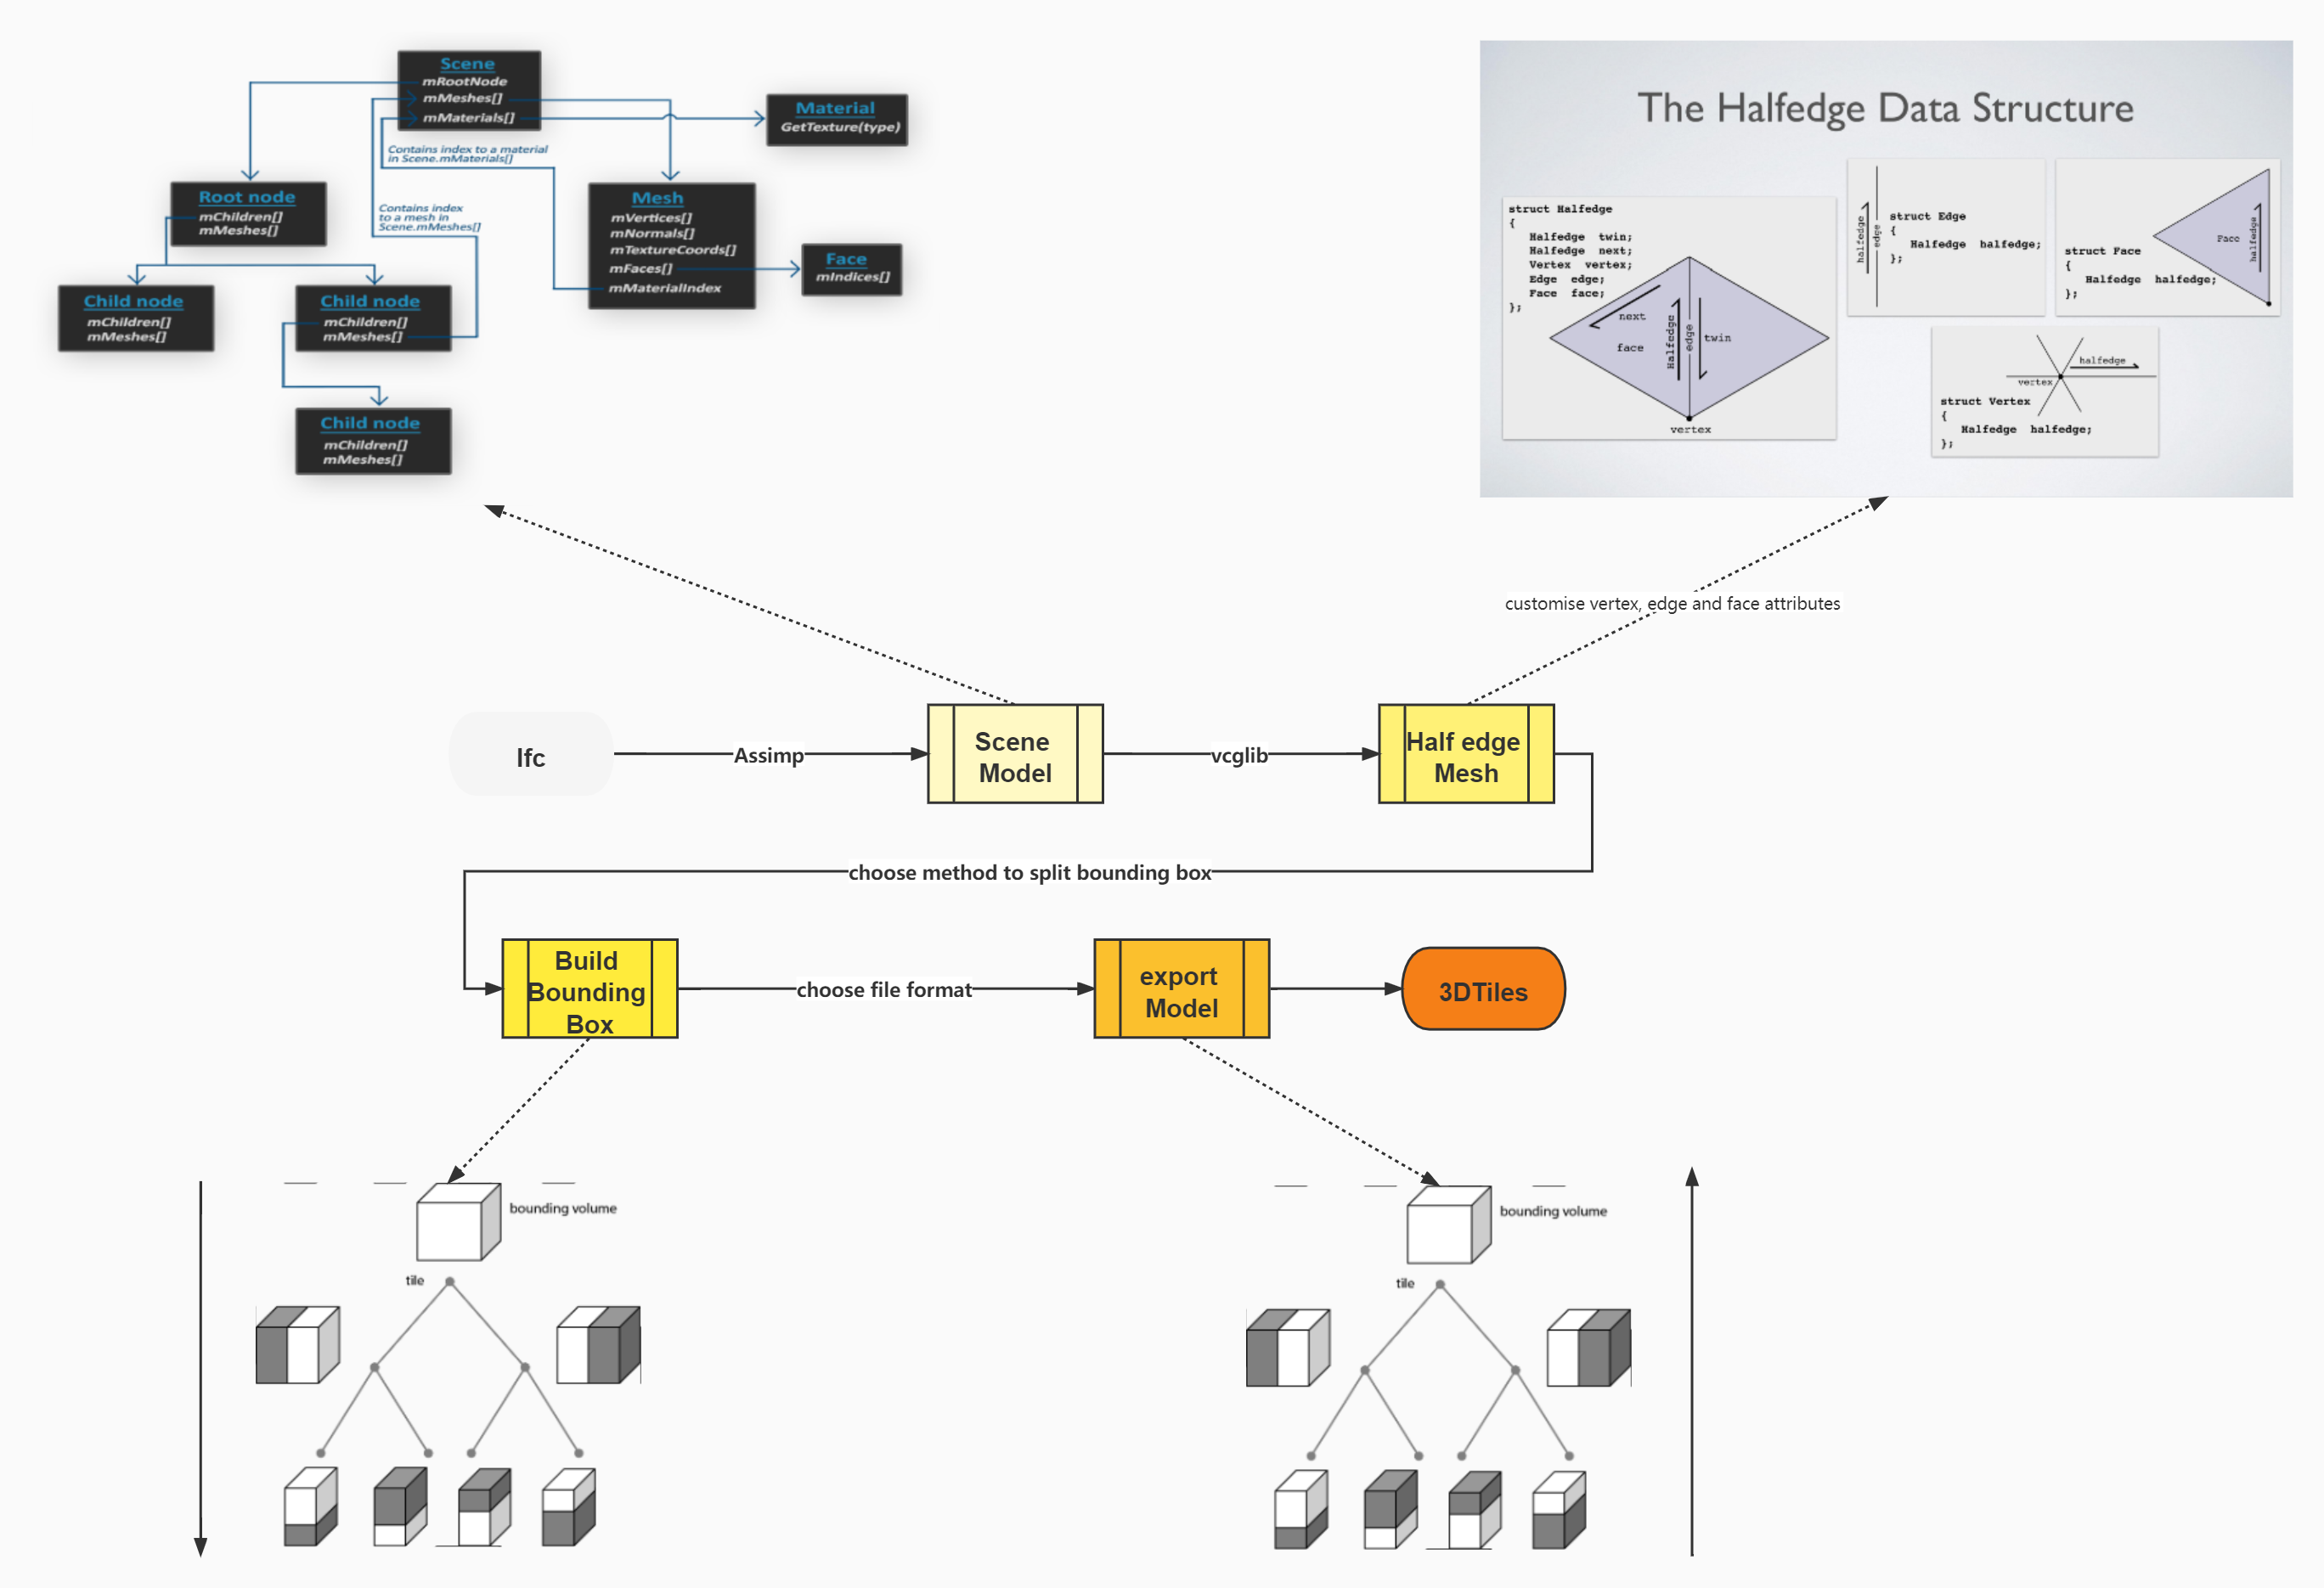 Scene
mRootNode
mMeshes[]
mMaterials[]
Material
GetTexture(type)
Contains index to a material
in Scene.mMaterials[]
Root node
mChildren[]
mMeshes[]
Contains index
to a mesh in
Scene.mMeshes[]
Mesh
mVertices[]
mNormals[]
mTextureCoords[]
mFaces[]
mMaterialIndex
Face
mIndices[]
Child node
mChildren[]
mMeshes[]
Child node
mChildren[]
mMeshes[]
Child node
mChildren[]
mMeshes[]
The Halfedge Data Structure
struct Halfedge
{
Halfedge twin;
Halfedge next;
Vertex vertex;
Edge edge;
Face face;
};
next
face
Halfedge
edge
twin
vertex
halfedge
edge
struct Edge
{
Halfedge halfedge;
};
struct Face
{
Halfedge halfedge;
};
Face
halfedge
halfedge
vertex
struct Vertex
{
Halfedge halfedge;
};
customise vertex, edge and face attributes
Ifc
Assimp
Scene
Model
vcglib
Half edge
Mesh
choose method to split bounding box
Build
Bounding
Box
choose file format
export
Model
3DTiles
bounding volume
tile
bounding volume
tile